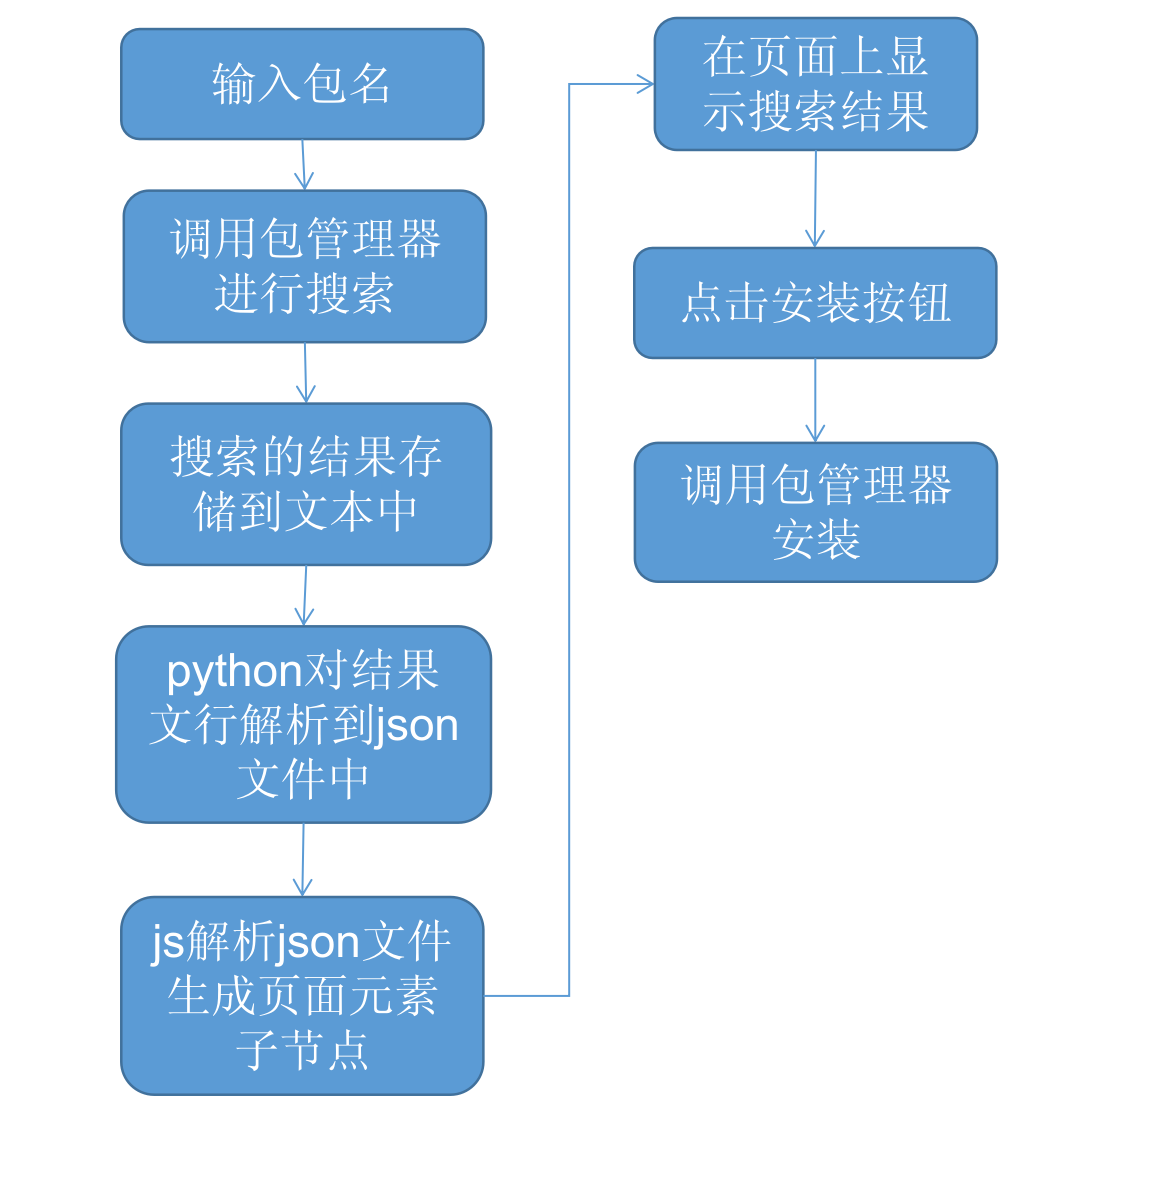 输入包名
调用包管理器
进行搜索
搜索的结果存
储到文本中
python对结果
文行解析到json
文件中
js解析json文件
生成页面元素
子节点
在页面上显
示搜索结果
点击安装按钮
调用包管理器
安装